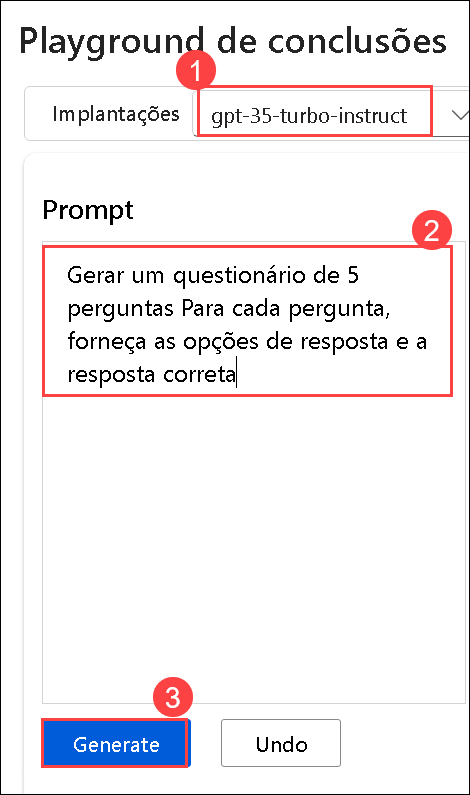 Playground de conclusões
1
Implantações gpt-35-turbo-instruct
Prompt
2
Gerar um questionário de 5
perguntas Para cada pergunta,
forneça as opções de resposta e a
resposta correta
3
Generate Undo